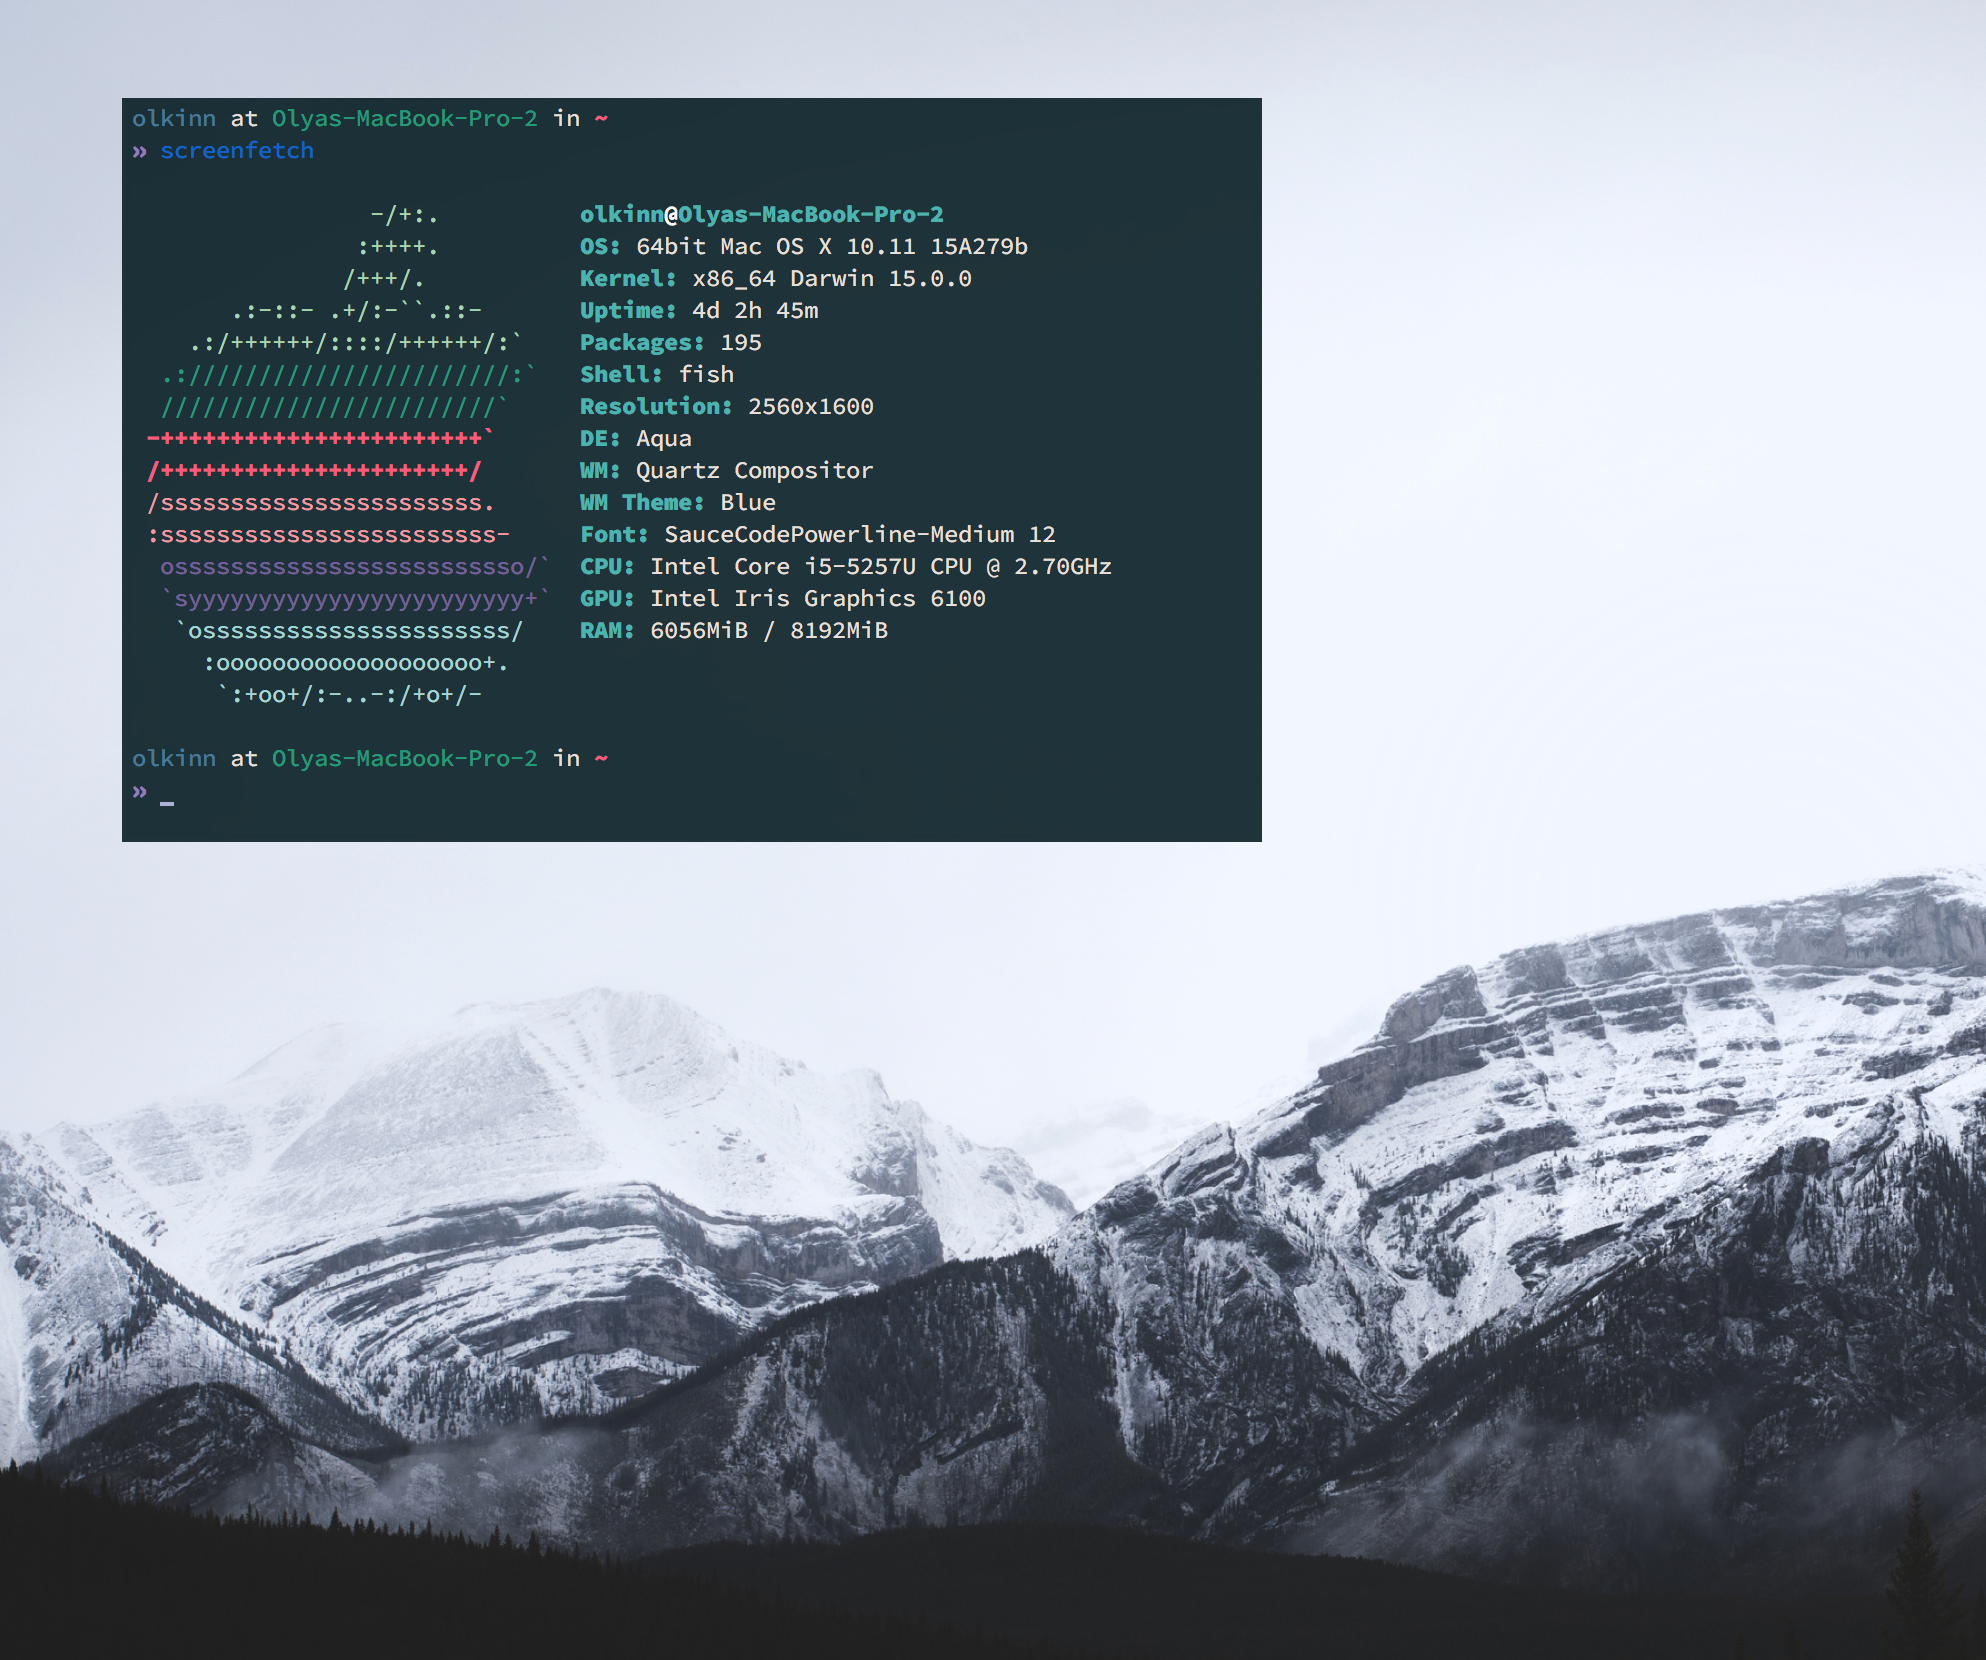 olkinn at Olyas-MacBook-Pro-2 in ~
» screenfetch
-/+:. olkinn@Olyas-MacBook-Pro-2
:++++. OS: 64bit Mac OS X 10.11 15A279b
/+++/. Kernel: x86_64 Darwin 15.0.0
.:-::- .+/:-``.::- Uptime: 4d 2h 45m
.:/++++++/::::/++++++/:` Packages: 195
.:///////////////////////:` Shell: fish
////////////////////////` Resolution: 2560x1600
-+++++++++++++++++++++++` DE: Aqua
/++++++++++++++++++++++/ WM: Quartz Compositor
/sssssssssssssssssssssss. WM Theme: Blue
:ssssssssssssssssssssssss- Font: SauceCodePowerline-Medium 12
osssssssssssssssssssssssso/` CPU: Intel Core i5-5257U CPU @ 2.70GHz
`syyyyyyyyyyyyyyyyyyyyyyyy+` GPU: Intel Iris Graphics 6100
`ossssssssssssssssssssss/ RAM: 6056MiB / 8192MiB
:ooooooooooooooooooo+.
`:+oo+/:-..-:/+o+/-
olkinn at Olyas-MacBook-Pro-2 in ~
» _